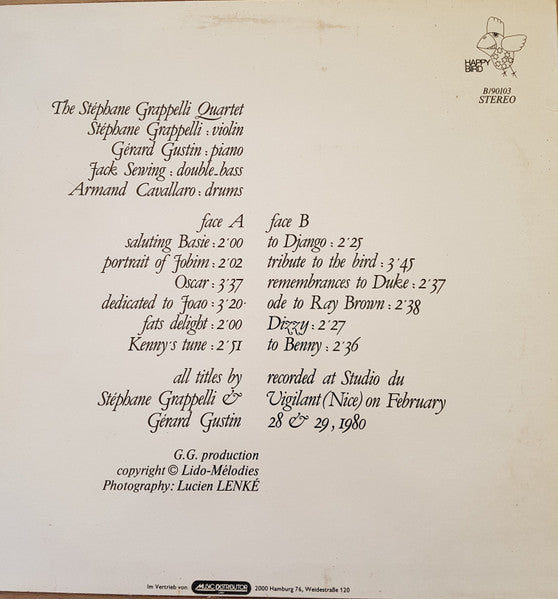 HAPPY
BIRD
B/90103
STEREO
The Stéphane Grappelli Quartet
Stéphane Grappelli : violin
Gérard Gustin : piano
Jack Sewing : double-bass
Armand Cavallaro : drums
face A
saluting Basie : 2'00
portrait of Jobim : 2'02
Oscar : 3'37
dedicated to Joao : 3'20
fats delight : 2'00
Kenny's tune : 2'51
face B
to Django : 2'25
tribute to the bird : 3'45
remembrances to Duke : 2'37
ode to Ray Brown : 2'38
Dizzy : 2'27
to Benny : 2'36
all titles by
Stéphane Grappelli &
Gérard Gustin
recorded at Studio du
Vigilant (Nice) on February
28 & 29, 1980
G.G. production
copyright © Lido-Mélodies
Photography: Lucien LENKÉ
Im Vertrieb von MUSIC-DISTRIBUTOR 2000 Hamburg 76, Weidestraße 120